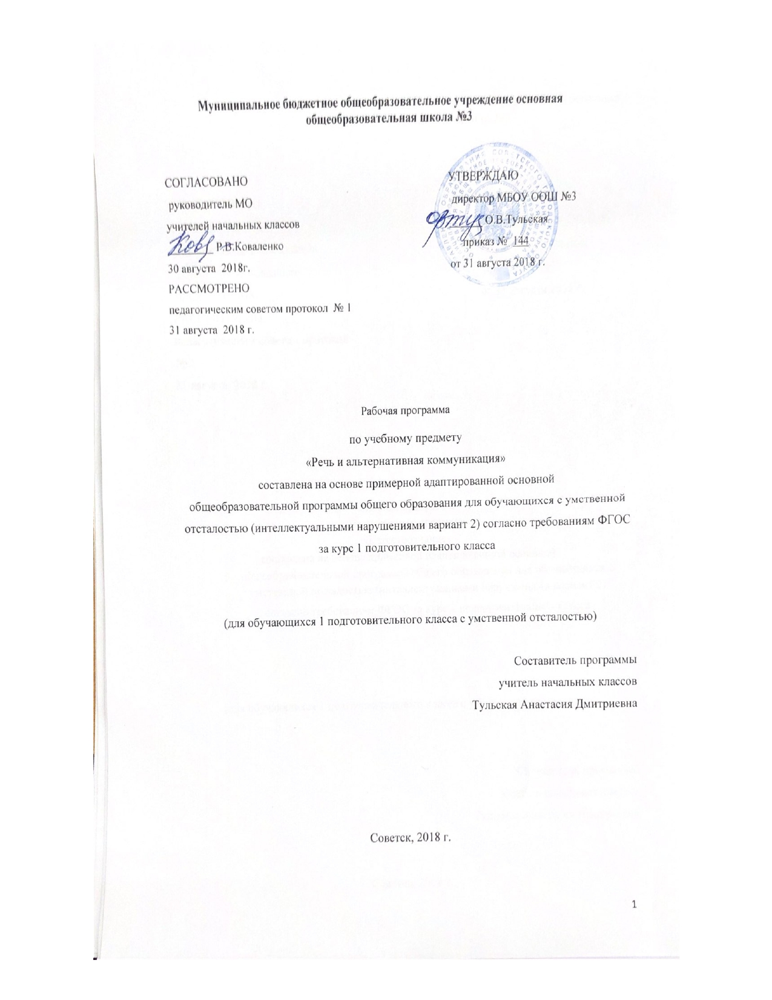 Муниципальное бюджетное общеобразовательное учреждение основная
общеобразовательная школа №3
СОГЛАСОВАНО
руководитель МО
учителей начальных классов
Р.В.Коваленко
30 августа 2018г.
РАССМОТРЕНО
педагогическим советом протокол № 1
31 августа 2018 г.
УТВЕРЖДАЮ
директор МБОУ ООШ №3
О.В.Тульская
приказ № 144
от 31 августа 2018 г.
Рабочая программа
по учебному предмету
«Речь и альтернативная коммуникация»
составлена на основе примерной адаптированной основной
общеобразовательной программы общего образования для обучающихся с умственной
отсталостью (интеллектуальными нарушениями вариант 2) согласно требованиям ФГОС
за курс 1 подготовительного класса
(для обучающихся 1 подготовительного класса с умственной отсталостью)
Составитель программы
учитель начальных классов
Тульская Анастасия Дмитриевна
Советск, 2018 г.
1